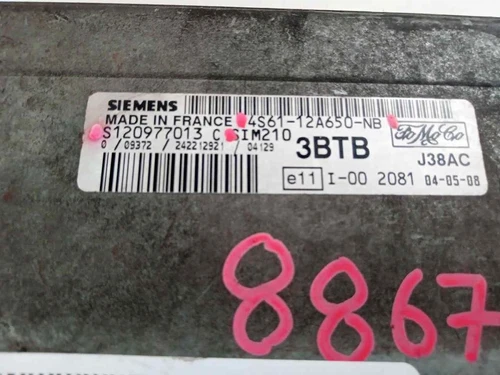 SIEMENS
MADE IN FRANCE 4S61-12A650-NB
S120977013 C SIM210
0 / 09372 / 242212921 / 04129
3BTB
FoMoCo
J38AC
e11 I-00 2081 04-05-08
8867